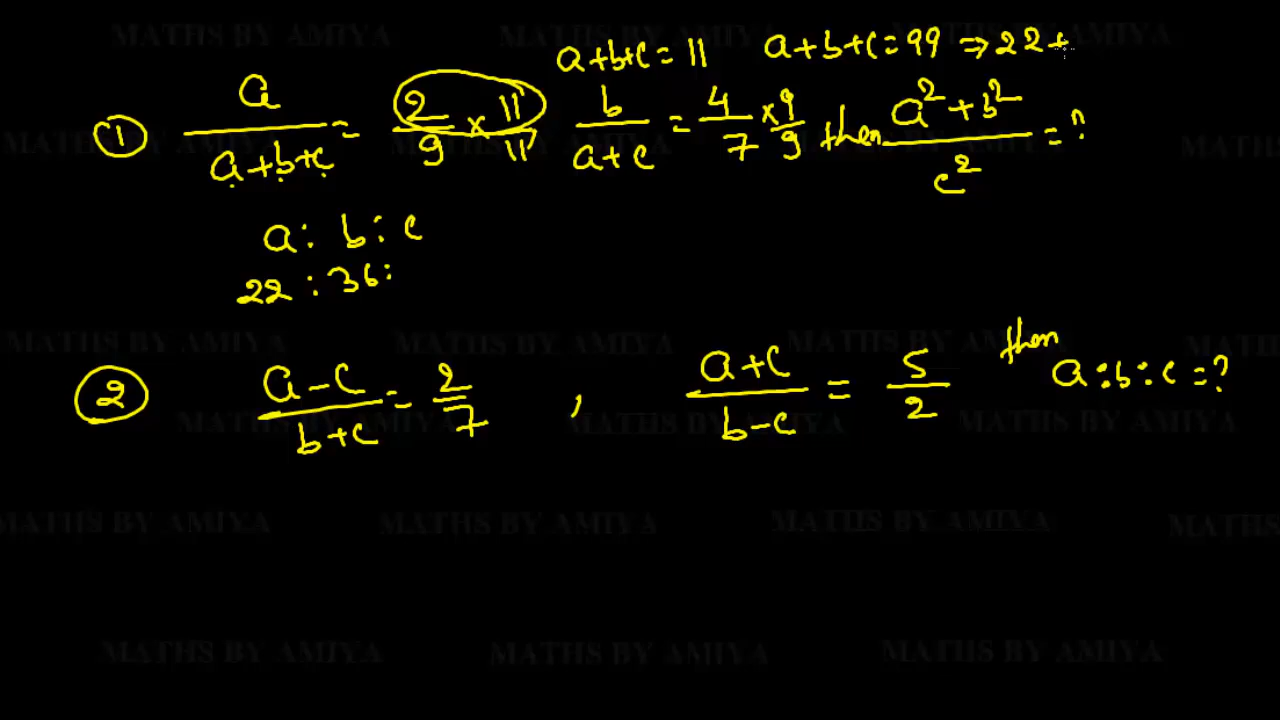 a+b+c = 11 a+b+c = 99 ⇒ 22+
① a/(a+b+c) = 2/9 × 11/11 b/(a+c) = 4/7 × 9/9 then (a²+b²)/c² = ?
a : b : c
22 : 36 :
② (a-c)/(b+c) = 2/7 , (a+c)/(b-c) = 5/2 then a:b:c = ?
MATHS BY AMIYA